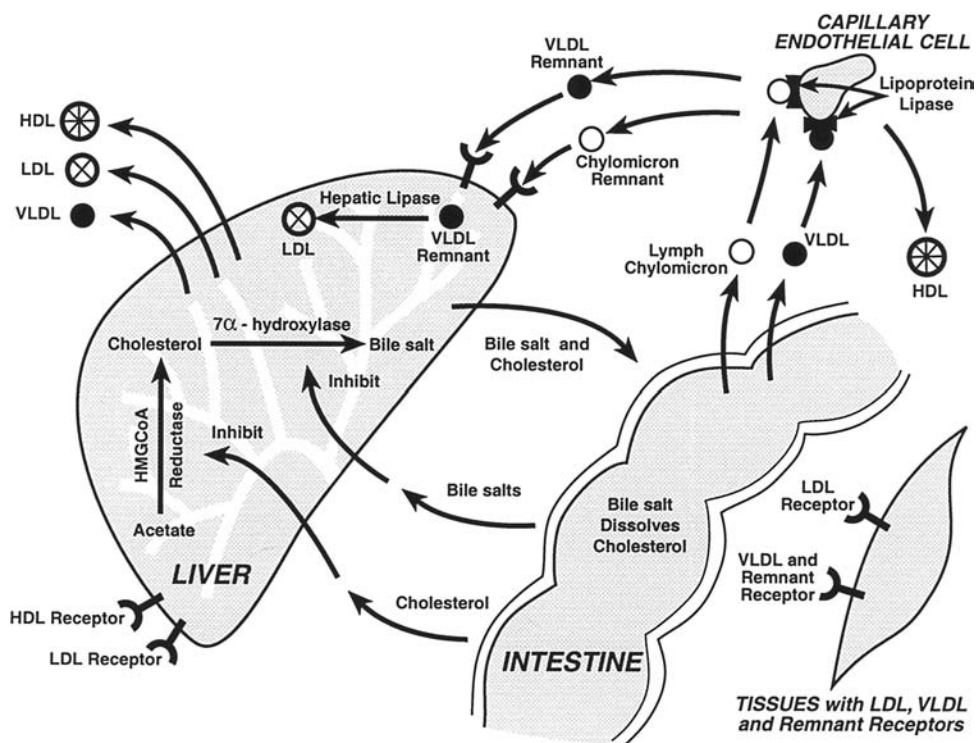 CAPILLARY
ENDOTHELIAL CELL
VLDL
Remnant
Lipoprotein
Lipase
HDL
LDL
VLDL
Chylomicron
Remnant
Hepatic Lipase
LDL
VLDL
Remnant
Lymph
Chylomicron
VLDL
HDL
7α - hydroxylase
Cholesterol
Bile salt
Bile salt and
Cholesterol
Inhibit
HMGCoA
Reductase
Inhibit
Acetate
Bile salts
Bile salt
Dissolves
Cholesterol
LDL
Receptor
VLDL and
Remnant
Receptor
LIVER
Cholesterol
HDL Receptor
LDL Receptor
INTESTINE
TISSUES with LDL, VLDL
and Remnant Receptors